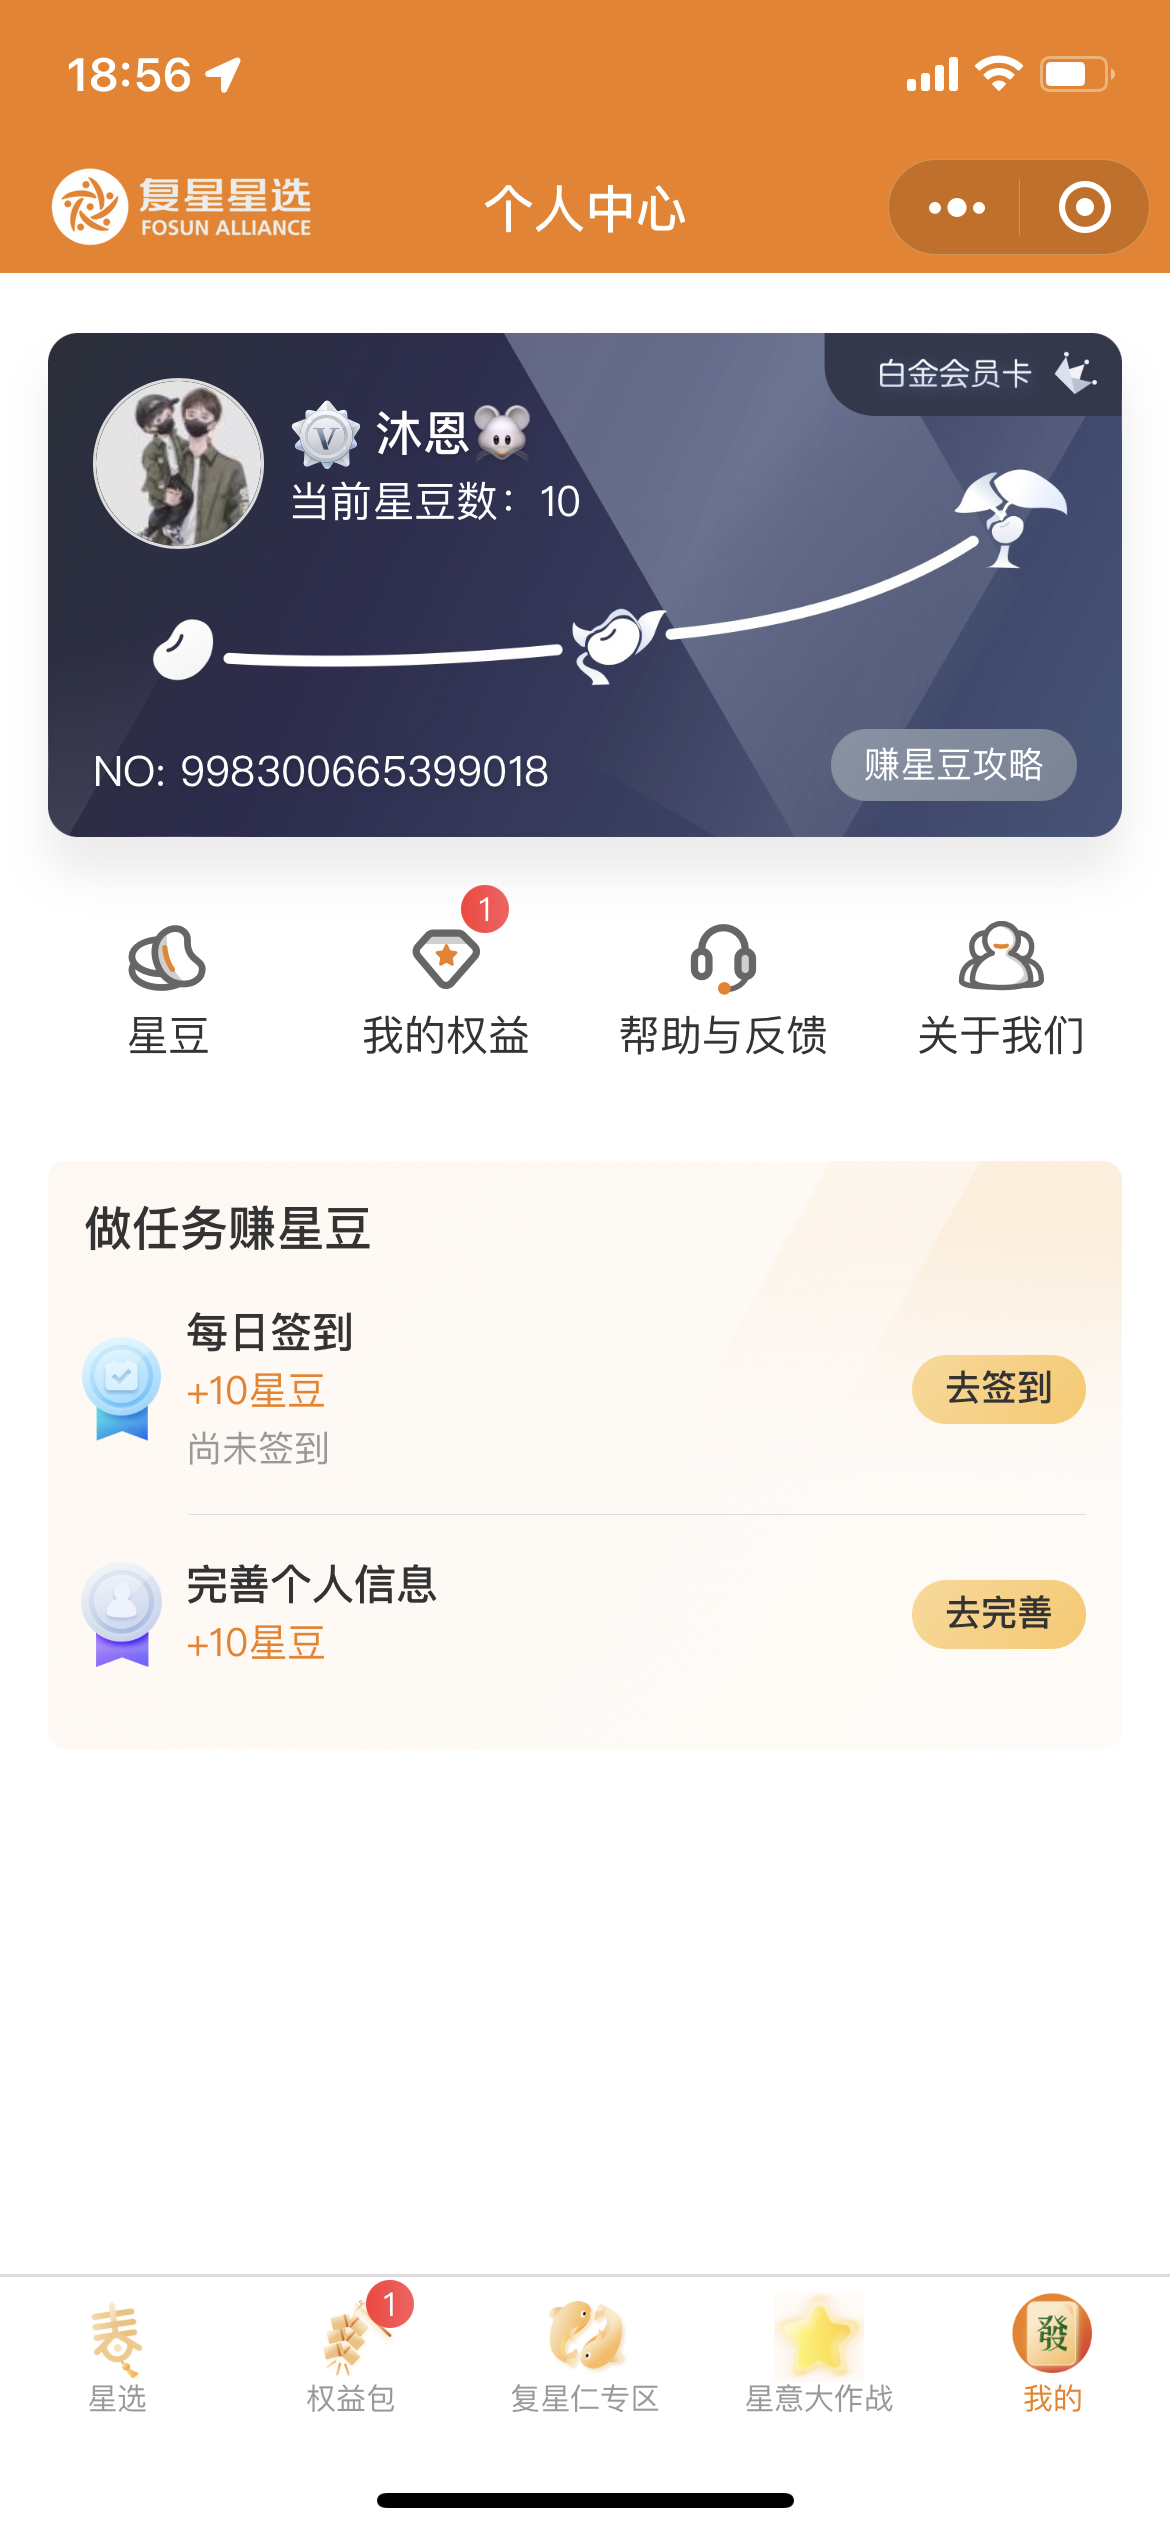 18:56
复星星选
FOSUN ALLIANCE
个人中心
白金会员卡
V
沐恩🐭
当前星豆数：10
NO: 998300665399018
赚星豆攻略
1
星豆
我的权益
帮助与反馈
关于我们
做任务赚星豆
每日签到
+10星豆
尚未签到
去签到
完善个人信息
+10星豆
去完善
春
1
發
星选
权益包
复星仁专区
星意大作战
我的